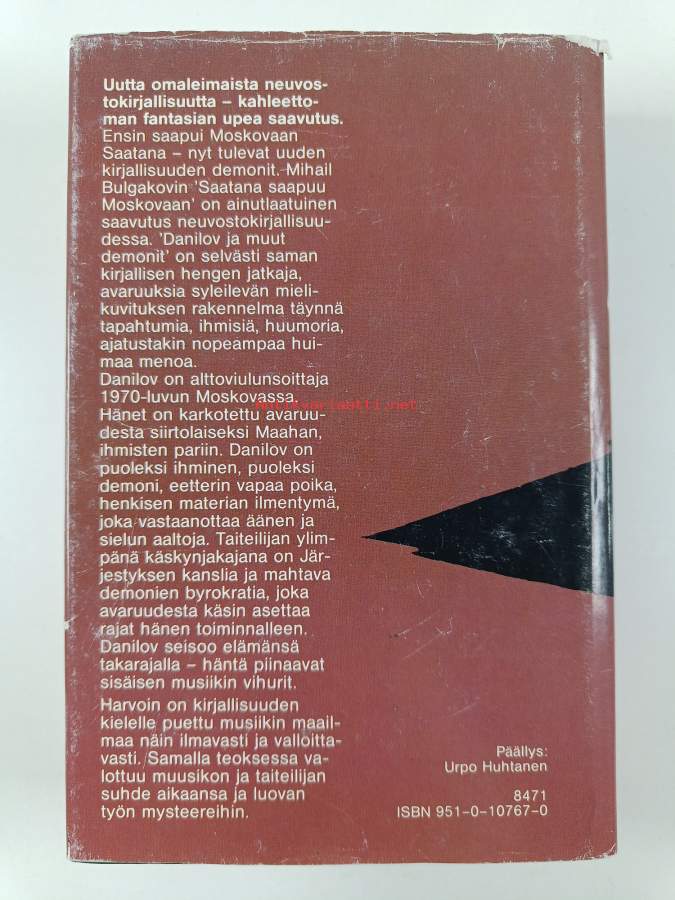 Uutta omaleimaista neuvos-
tokirjallisuutta – kahleetto-
man fantasian upea saavutus.
Ensin saapui Moskovaan
Saatana – nyt tulevat uuden
kirjallisuuden demonit. Mihail
Bulgakovin 'Saatana saapuu
Moskovaan' on ainutlaatuinen
saavutus neuvostokirjallisuu-
dessa. 'Danilov ja muut
demonit' on selvästi saman
kirjallisen hengen jatkaja,
avaruuksia syleilevän mieli-
kuvituksen rakennelma täynnä
tapahtumia, ihmisiä, huumoria,
ajatustakin nopeampaa hui-
maa menoa.
Danilov on alttoviulunsoittaja
1970-luvun Moskovassa.
Hänet on karkotettu avaruu-
desta siirtolaiseksi Maahan,
ihmisten pariin. Danilov on
puoleksi ihminen, puoleksi
demoni, eetterin vapaa poika,
henkisen materian ilmentymä,
joka vastaanottaa äänen ja
sielun aaltoja. Taiteilijan ylim-
pänä käskynjakajana on Jär-
jestyksen kanslia ja mahtava
demonien byrokratia, joka
avaruudesta käsin asettaa
rajat hänen toiminnalleen.
Danilov seisoo elämänsä
takarajalla – häntä piinaavat
sisäisen musiikin vihurit.
Harvoin on kirjallisuuden
kielelle puettu musiikin maail-
maa näin ilmavasti ja valloitta-
vasti. Samalla teoksessa va-
lottuu muusikon ja taiteilijan
suhde aikaansa ja luovan
työn mysteereihin.
Päällys:
Urpo Huhtanen
8471
ISBN 951-0-10767-0
Antikvariaatti.net